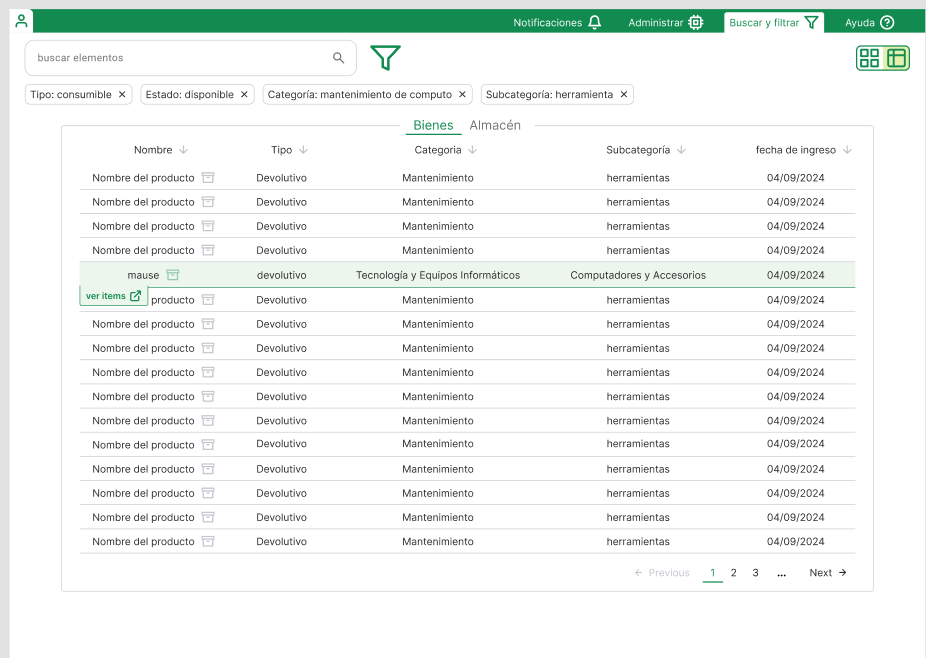 Notificaciones Administrar Buscar y filtrar Ayuda
buscar elementos
Tipo: consumible Estado: disponible Categoría: mantenimiento de computo Subcategoría: herramienta
Bienes Almacén
Nombre Tipo Categoria Subcategoría fecha de ingreso
Nombre del producto Devolutivo Mantenimiento herramientas 04/09/2024
Nombre del producto Devolutivo Mantenimiento herramientas 04/09/2024
Nombre del producto Devolutivo Mantenimiento herramientas 04/09/2024
Nombre del producto Devolutivo Mantenimiento herramientas 04/09/2024
mause devolutivo Tecnología y Equipos Informáticos Computadores y Accesorios 04/09/2024
ver items producto Devolutivo Mantenimiento herramientas 04/09/2024
Nombre del producto Devolutivo Mantenimiento herramientas 04/09/2024
Nombre del producto Devolutivo Mantenimiento herramientas 04/09/2024
Nombre del producto Devolutivo Mantenimiento herramientas 04/09/2024
Nombre del producto Devolutivo Mantenimiento herramientas 04/09/2024
Nombre del producto Devolutivo Mantenimiento herramientas 04/09/2024
Nombre del producto Devolutivo Mantenimiento herramientas 04/09/2024
Nombre del producto Devolutivo Mantenimiento herramientas 04/09/2024
Nombre del producto Devolutivo Mantenimiento herramientas 04/09/2024
Nombre del producto Devolutivo Mantenimiento herramientas 04/09/2024
Nombre del producto Devolutivo Mantenimiento herramientas 04/09/2024
Previous 1 2 3 ... Next